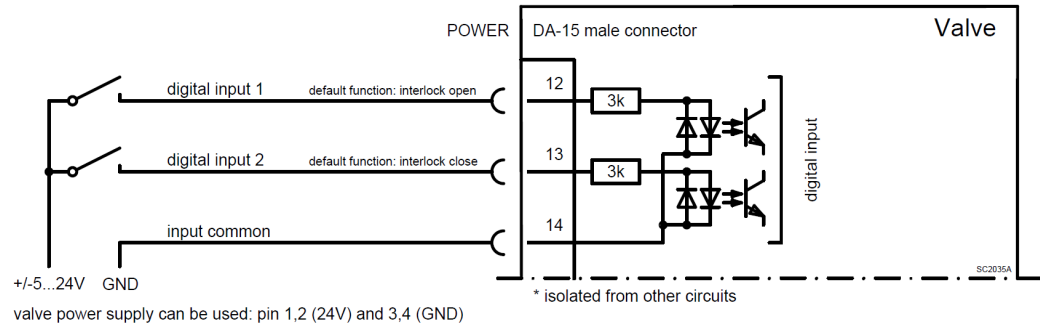 POWER DA-15 male connector Valve
digital input 1 default function: interlock open 12
3k
digital input 2 default function: interlock close 13
3k
digital input
input common 14
SC2035A
+/-5...24V GND
* isolated from other circuits
valve power supply can be used: pin 1,2 (24V) and 3,4 (GND)